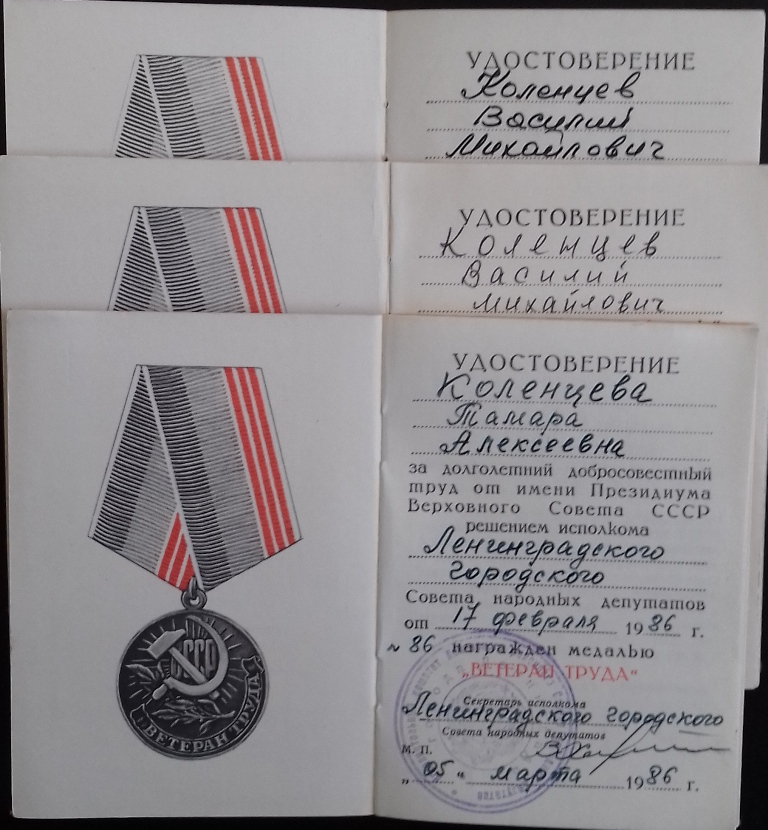 УДОСТОВЕРЕНИЕ
Коленцев
Василий
Михайлович
УДОСТОВЕРЕНИЕ
Коленцев
Василий
Михайлович
УДОСТОВЕРЕНИЕ
Коленцева
Тамара
Алексеевна
за долголетний добросовестный
труд от имени Президиума
Верховного Совета СССР
решением исполкома
Ленинградского
городского
Совета народных депутатов
от 17 февраля 1986 г.
№ 86 награжден медалью
„ВЕТЕРАН ТРУДА"
Секретарь исполкома
Ленинградского городского
Совета народных депутатов
М. П.
„05" марта 1986 г.
СССР
ВЕТЕРАН ТРУДА